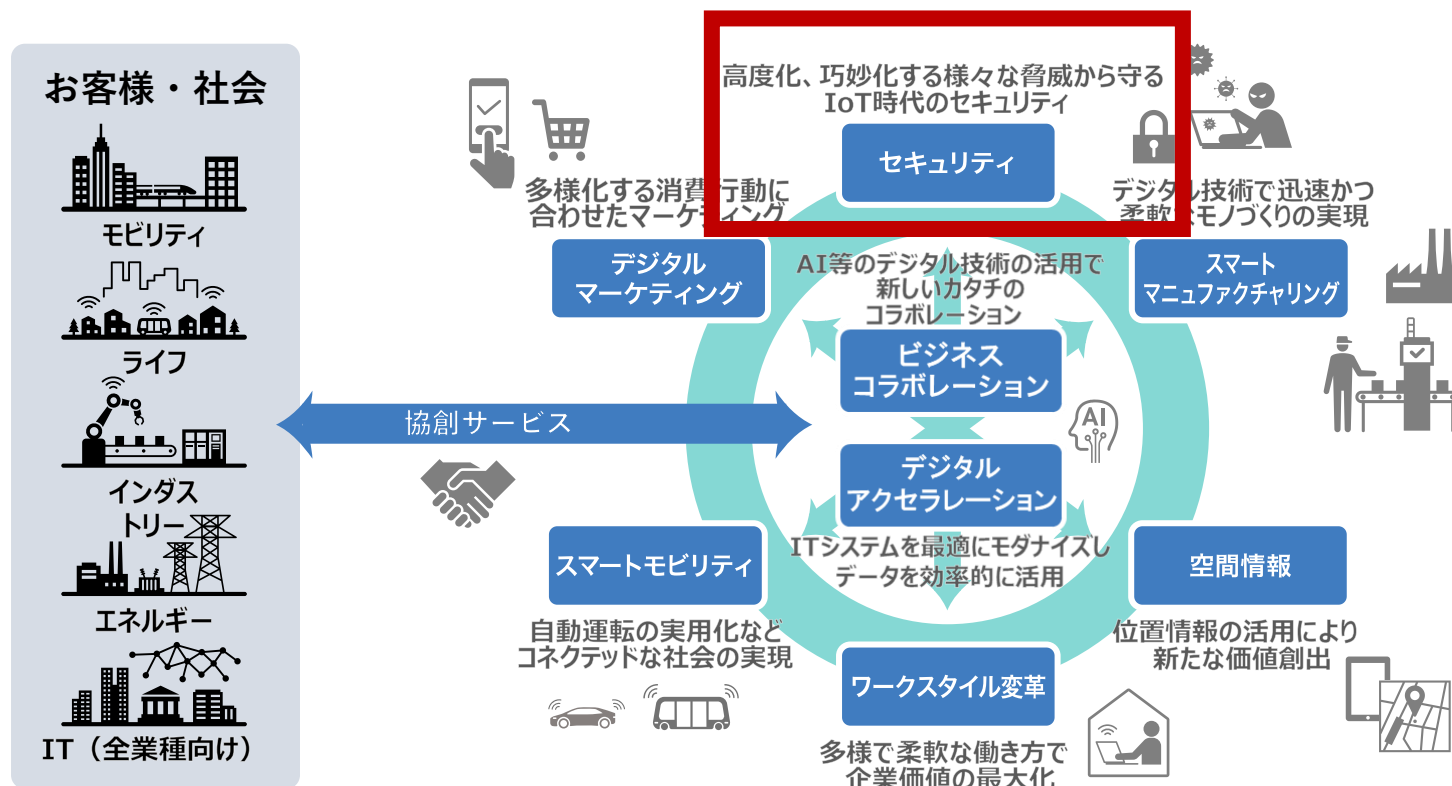 お客様・社会
モビリティ
ライフ
インダス
トリー
エネルギー
IT（全業種向け）
協創サービス
高度化、巧妙化する様々な脅威から守る
IoT時代のセキュリティ
セキュリティ
多様化する消費行動に
合わせたマーケティング
デジタル
マーケティング
デジタル技術で迅速かつ
柔軟なモノづくりの実現
スマート
マニュファクチャリング
AI等のデジタル技術の活用で
新しいカタチの
コラボレーション
ビジネス
コラボレーション
AI
デジタル
アクセラレーション
ITシステムを最適にモダナイズし
データを効率的に活用
スマートモビリティ
自動運転の実用化など
コネクテッドな社会の実現
空間情報
位置情報の活用により
新たな価値創出
ワークスタイル変革
多様で柔軟な働き方で
企業価値の最大化